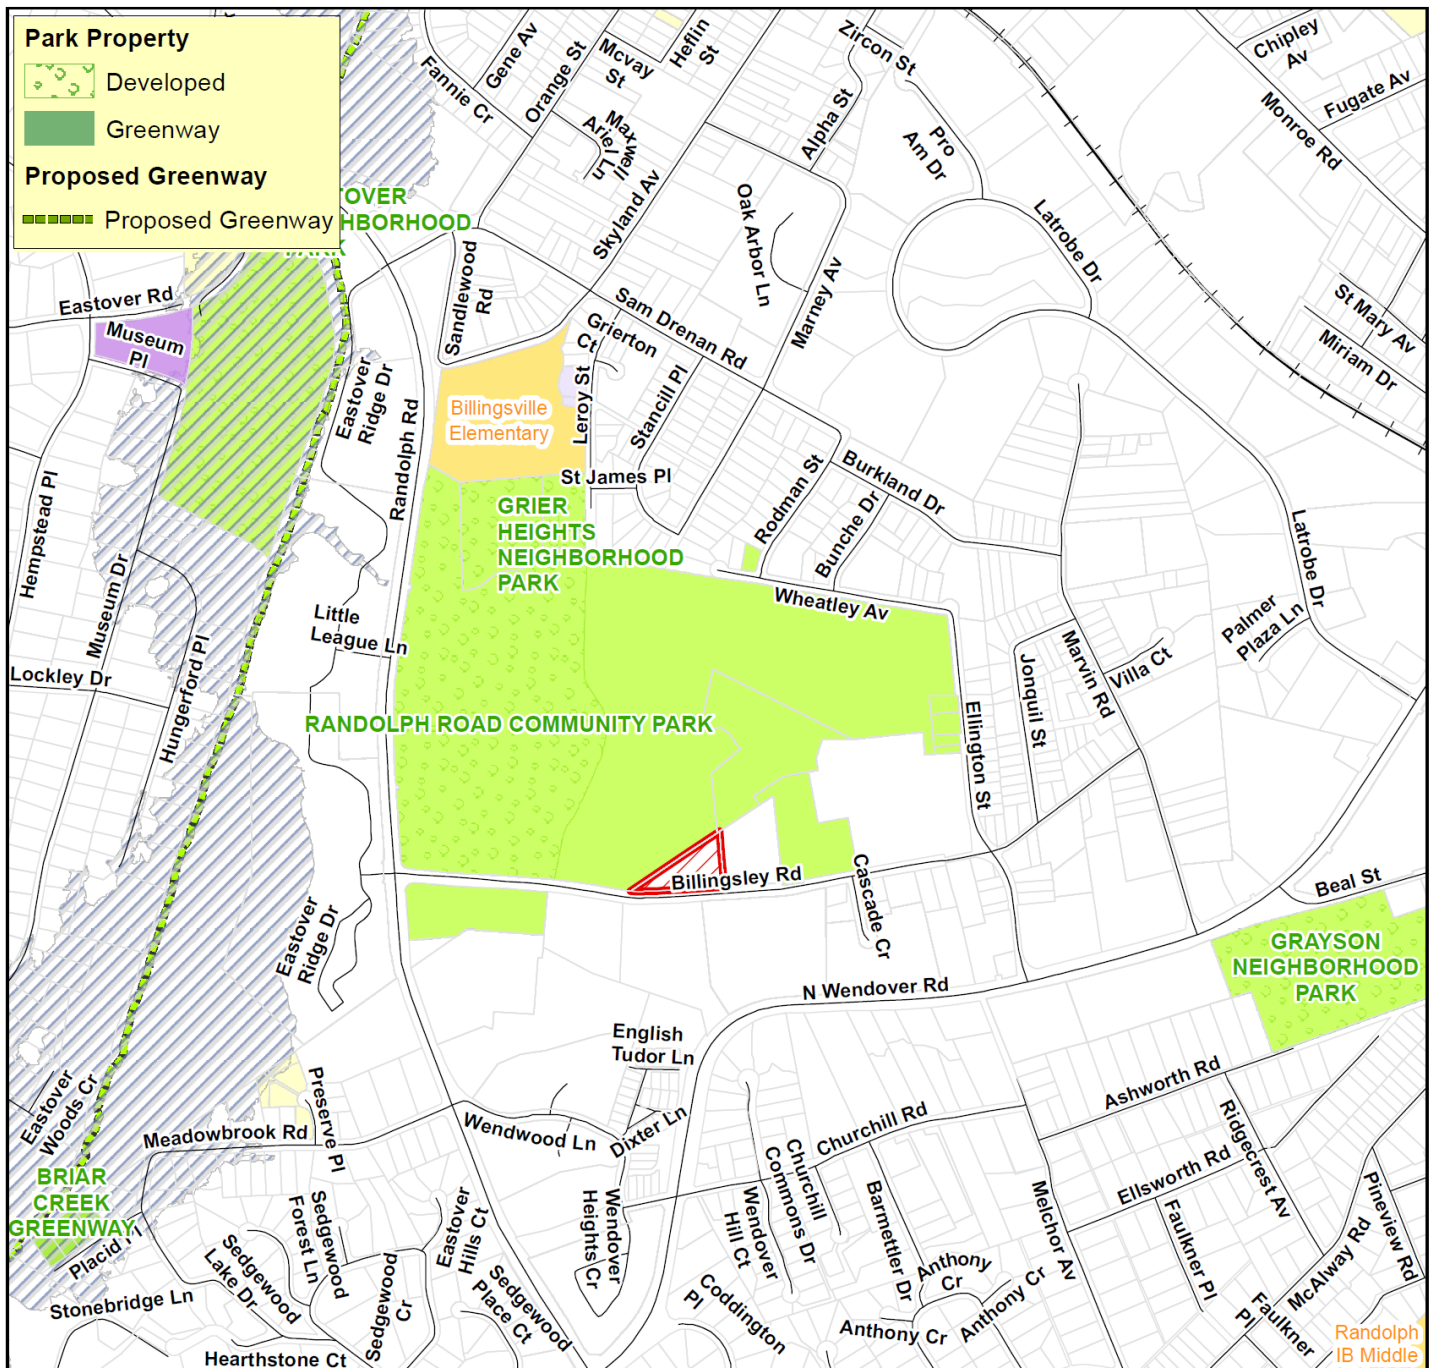 Park Property
Developed
Greenway
Proposed Greenway
Proposed Greenway
TOVER
HBORHOOD
PARK
Gene Av
Orange St
Mcvay
St
Heflin
St
Fannie Cr
Maxwell
Ariel Ln
Zircon St
Alpha St
Pro
Am Dr
Chipley
Av
Fugate Av
Monroe Rd
Skyland Av
Oak Arbor Ln
Latrobe Dr
Sandlewood
Rd
Eastover Rd
Museum
Pl
Sam Drenan Rd
Marney Av
St Mary Av
Miriam Dr
Grierton
Ct
Eastover
Ridge Dr
Randolph Rd
Billingsville
Elementary
Leroy St
Stancill Pl
St James Pl
Rodman St
Burkland Dr
Bunche Dr
Hempstead Pl
Museum Dr
Latrobe Dr
GRIER
HEIGHTS
NEIGHBORHOOD
PARK
Wheatley Av
Little
League Ln
Palmer
Plaza Ln
Lockley Dr
Hungerford Pl
Jonquil St
Marvin Rd
Villa Ct
RANDOLPH ROAD COMMUNITY PARK
Ellington St
Billingsley Rd
Cascade Cr
Eastover
Ridge Dr
Beal St
GRAYSON
NEIGHBORHOOD
PARK
N Wendover Rd
English
Tudor Ln
Eastover
Woods Cr
Preserve Pl
Meadowbrook Rd
Wendwood Ln
Dixter Ln
Churchill Rd
Ashworth Rd
Ridgecrest Av
Ellsworth Rd
BRIAR
CREEK
GREENWAY
Placid Pl
Stonebridge Ln
Sedgewood
Lake Dr
Sedgewood
Forest Ln
Sedgewood
Cr
Eastover
Hills Ct
Sedgewood
Place Ct
Wendover
Heights Cr
Wendover
Hill Ct
Churchill
Commons Dr
Barmettler Dr
Anthony
Cr
Anthony Cr
Anthony Cr
Melchor Av
Faulkner Pl
Faulkner
Pl
McAlway Rd
Pineview Rd
Coddington
Pl
Hearthstone Ct
Randolph
IB Middle